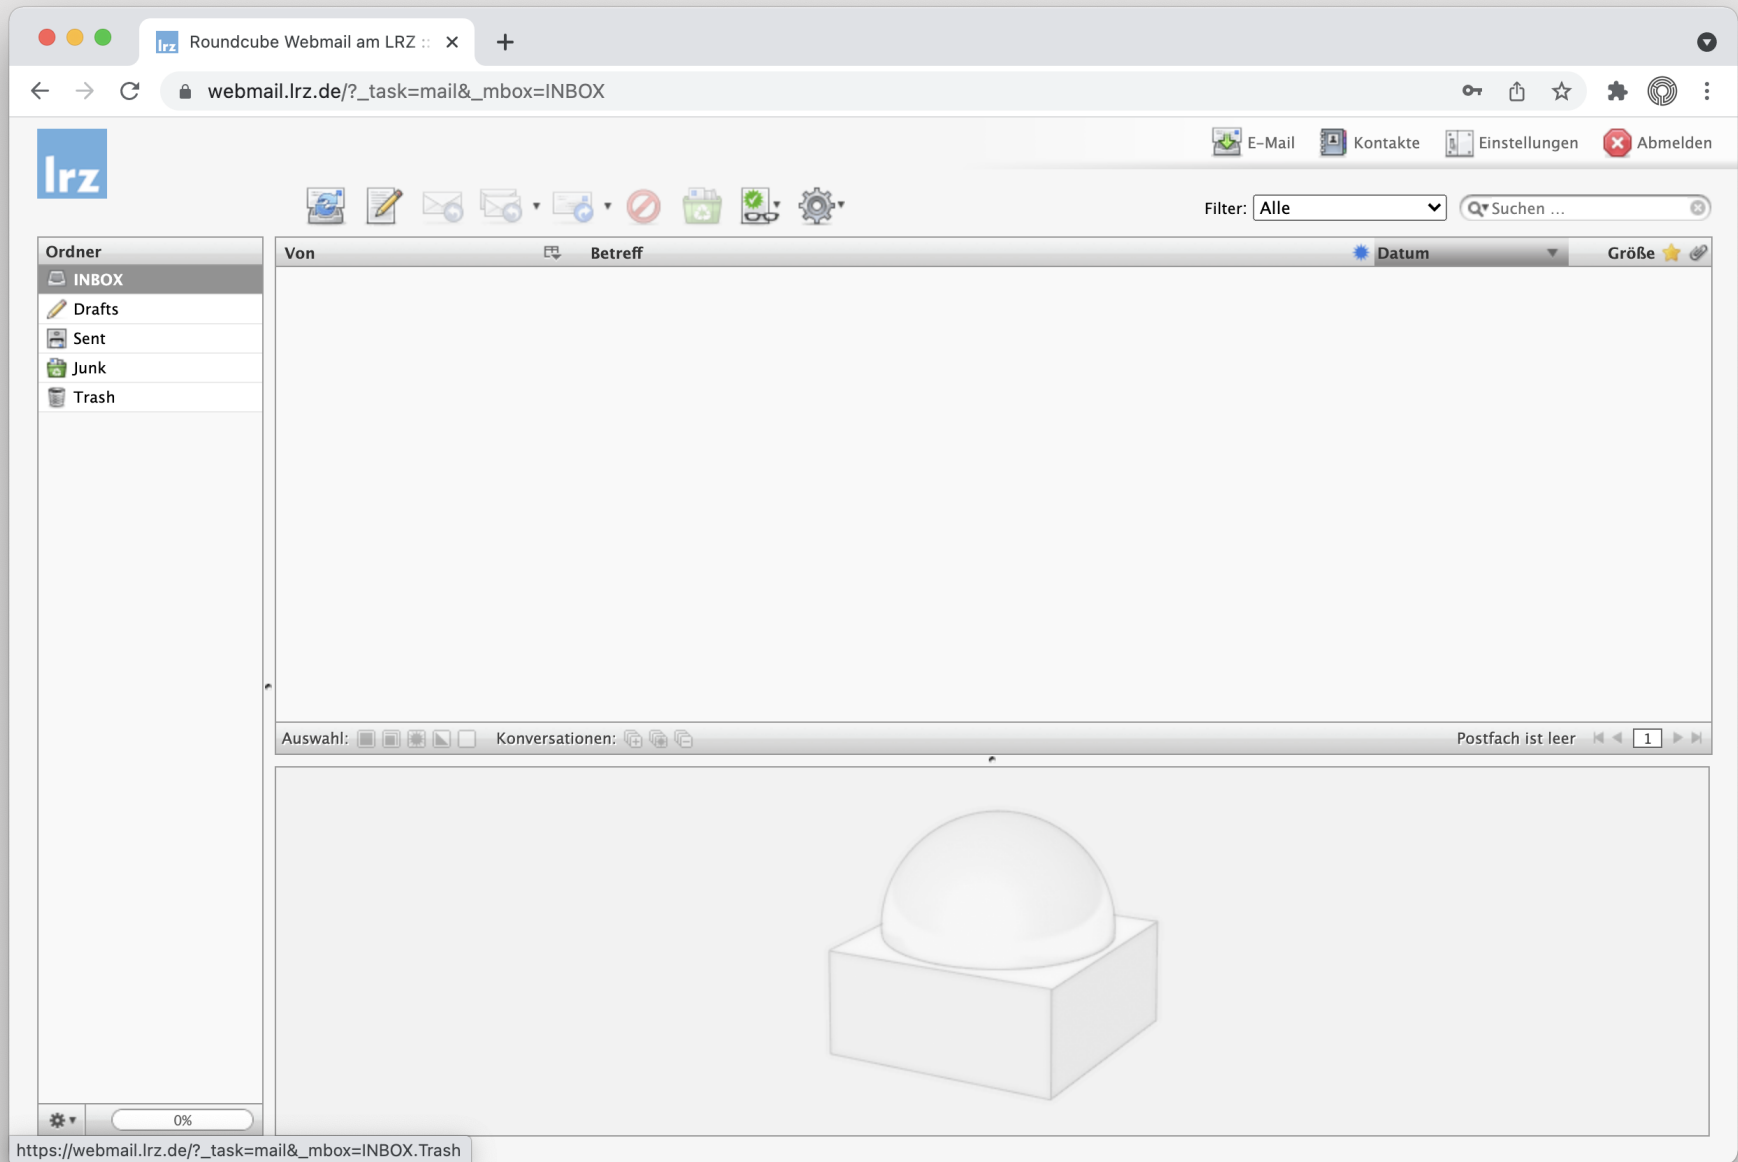 Roundcube Webmail am LRZ ::
webmail.lrz.de/?_task=mail&_mbox=INBOX
lrz
E-Mail Kontakte Einstellungen Abmelden
Filter: Alle Suchen ...
Ordner
INBOX
Drafts
Sent
Junk
Trash
Von Betreff Datum Größe
Auswahl: Konversationen: Postfach ist leer 1
0%
https://webmail.lrz.de/?_task=mail&_mbox=INBOX.Trash